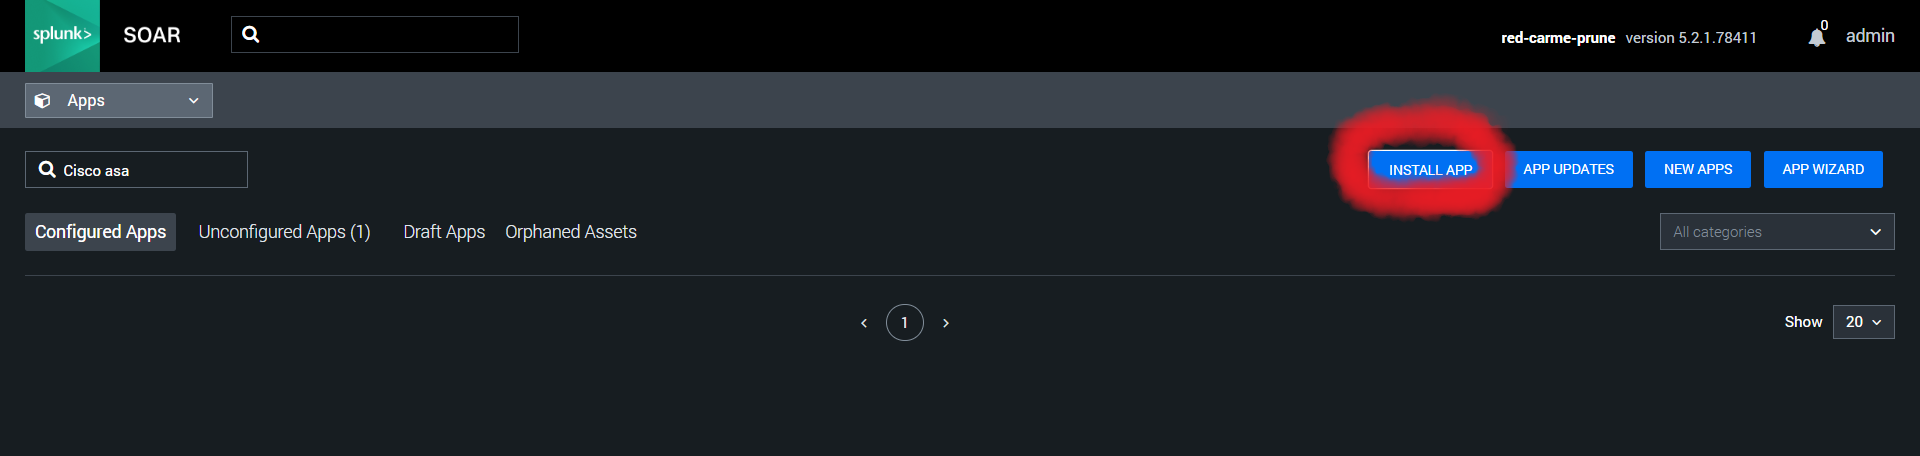 splunk> SOAR red-carme-prune version 5.2.1.78411 0 admin
Apps
Cisco asa INSTALL APP APP UPDATES NEW APPS APP WIZARD
Configured Apps Unconfigured Apps (1) Draft Apps Orphaned Assets All categories
< 1 > Show 20